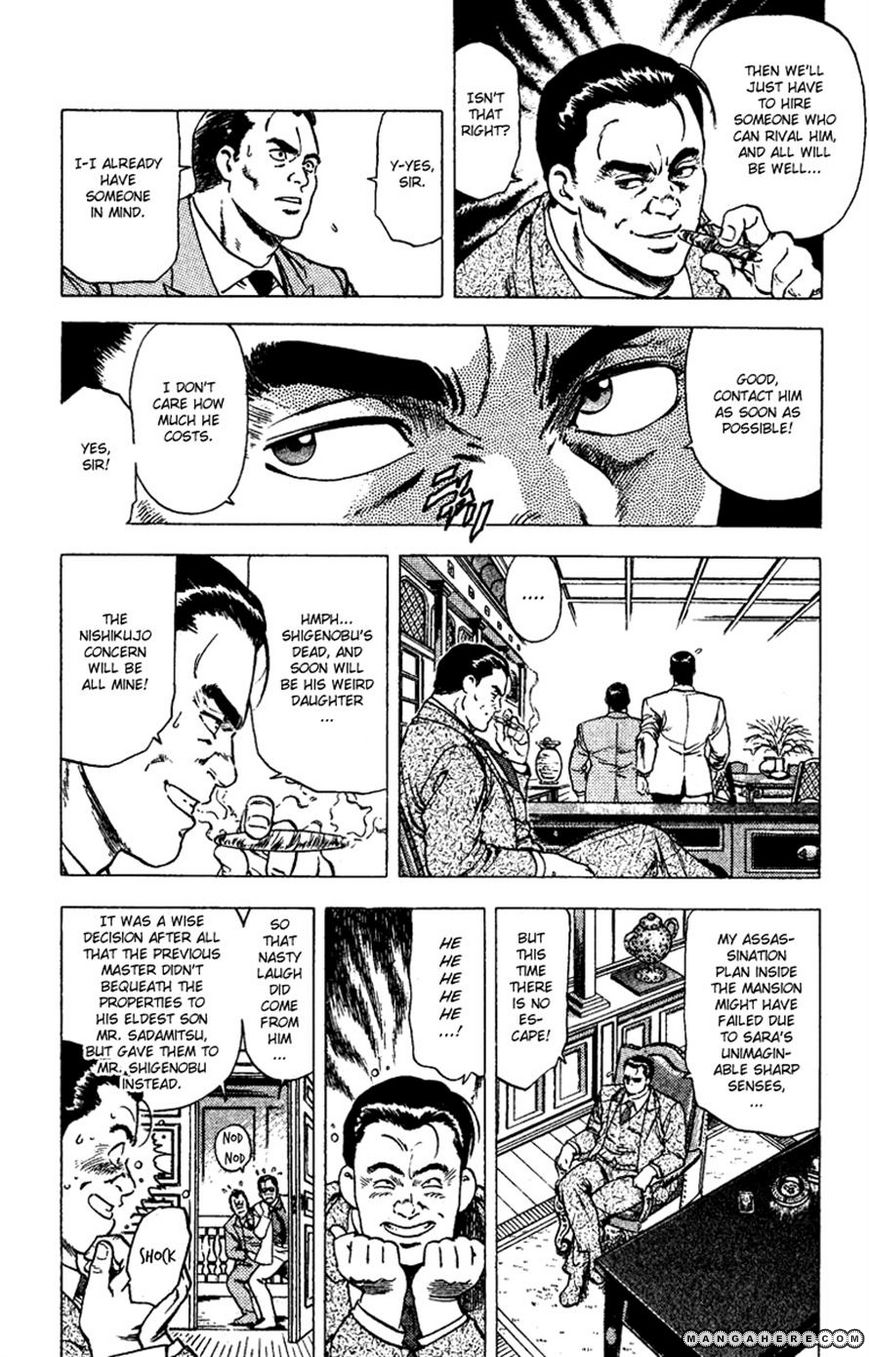 THEN WE'LL
JUST HAVE
TO HIRE
SOMEONE WHO
CAN RIVAL HIM,
AND ALL WILL
BE WELL...
ISN'T
THAT
RIGHT?
Y-YES,
SIR.
I-I ALREADY
HAVE
SOMEONE
IN MIND.
GOOD,
CONTACT HIM
AS SOON AS
POSSIBLE!
I DON'T
CARE HOW
MUCH HE
COSTS.
YES,
SIR!
....
HMPH...
SHIGENOBU'S
DEAD, AND
SOON WILL
BE HIS WEIRD
DAUGHTER
...
THE
NISHIKUJO
CONCERN
WILL BE
ALL MINE!
MY ASSAS-
SINATION
PLAN INSIDE
THE MANSION
MIGHT HAVE
FAILED DUE
TO SARA'S
UNIMAGIN-
ABLE SHARP
SENSES,
...
BUT
THIS
TIME
THERE
IS NO
ES-
CAPE!
HE
HE
HE
HE
HE
...!
SO
THAT
NASTY
LAUGH
DID
COME
FROM
HIM
...
NOD
NOD
IT WAS A WISE
DECISION AFTER ALL
THAT THE PREVIOUS
MASTER DIDN'T
BEQUEATH THE
PROPERTIES TO
HIS ELDEST SON
MR. SADAMITSU,
BUT GAVE THEM TO
MR. SHIGENOBU
INSTEAD.
SHOCK
MANGAHERE.COM